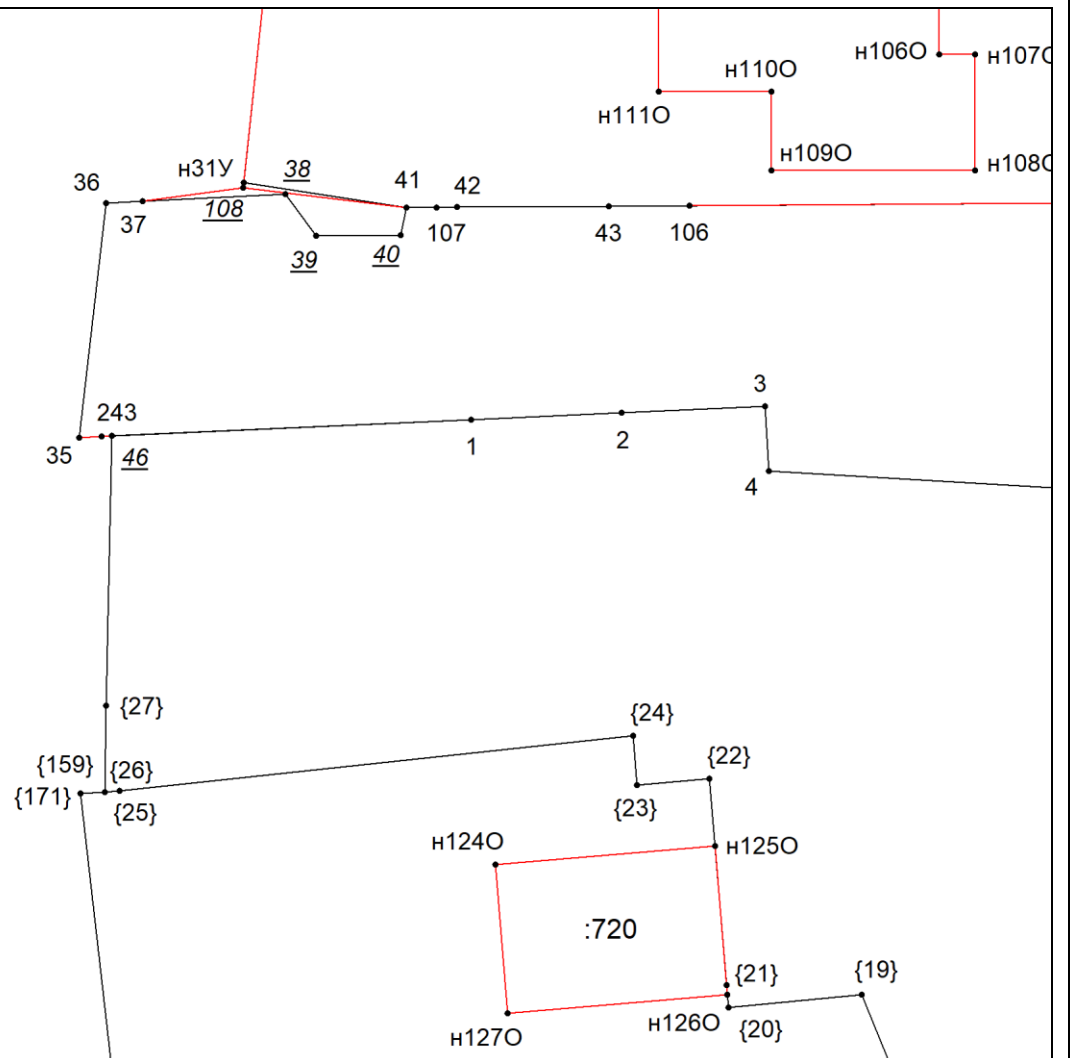 н106О
н107О
н110О
н111О
н109О
н108О
н31У
38
36
41
42
37
108
107
43
106
39
40
3
243
1
2
35
46
4
{27}
{24}
{159}
{26}
{22}
{171}
{25}
{23}
н124О
н125О
:720
{21}
{19}
н126О
{20}
н127О